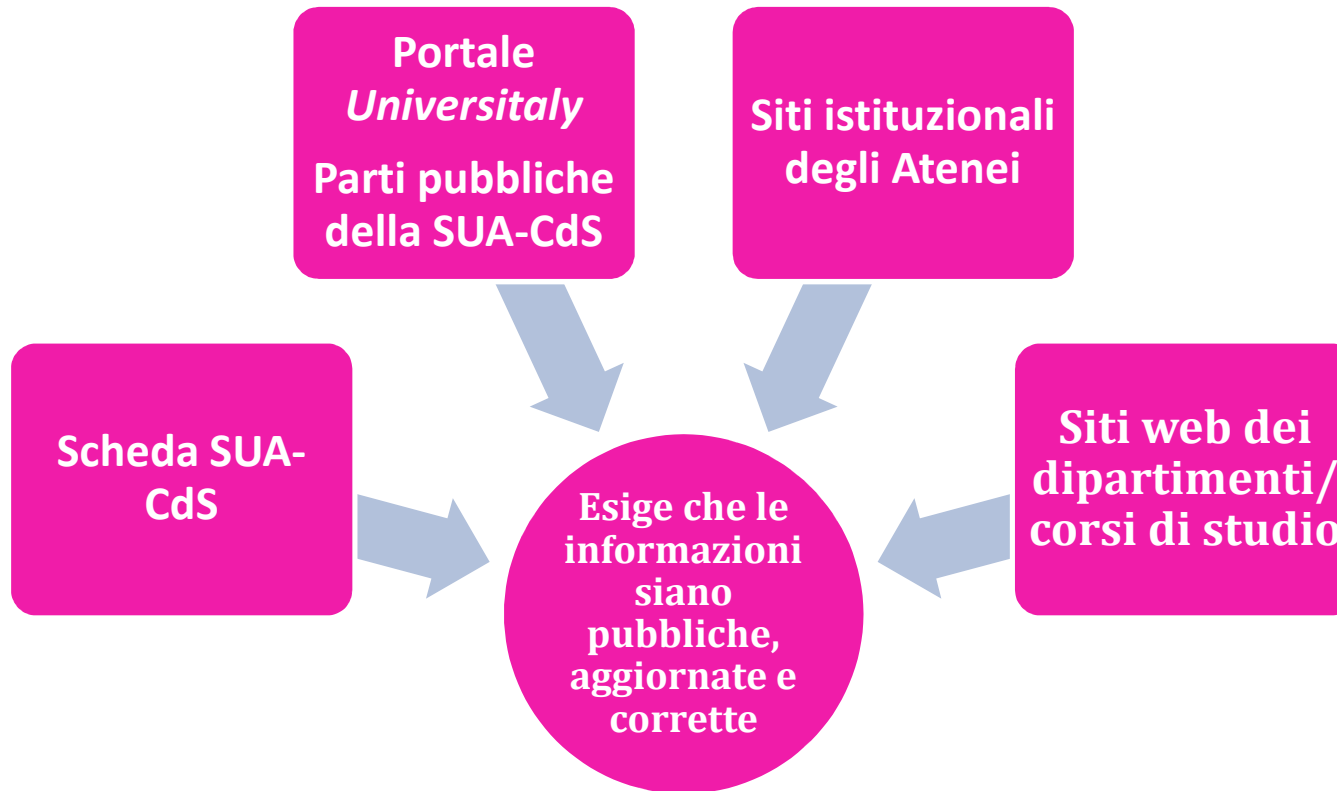 Portale
Universitaly
Parti pubbliche
della SUA-CdS
Siti istituzionali
degli Atenei
Scheda SUA-
CdS
Siti web dei
dipartimenti/
corsi di studio
Esige che le
informazioni
siano
pubbliche,
aggiornate e
corrette